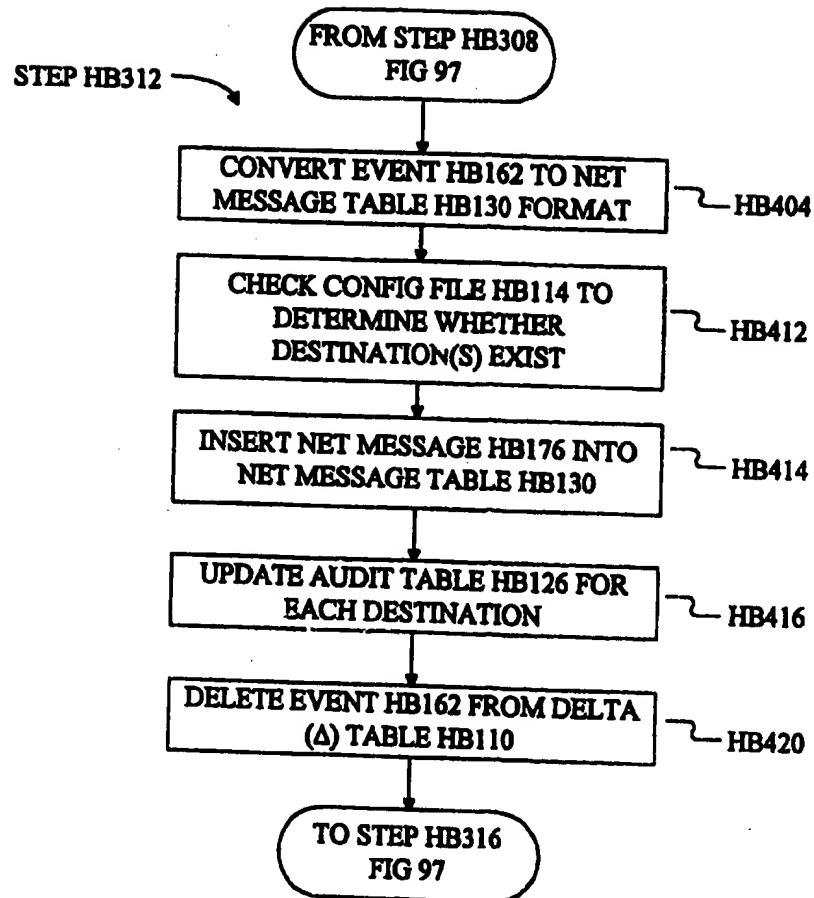 FROM STEP HB308
FIG 97
STEP HB312
CONVERT EVENT HB162 TO NET
MESSAGE TABLE HB130 FORMAT
HB404
CHECK CONFIG FILE HB114 TO
DETERMINE WHETHER
DESTINATION(S) EXIST
HB412
INSERT NET MESSAGE HB176 INTO
NET MESSAGE TABLE HB130
HB414
UPDATE AUDIT TABLE HB126 FOR
EACH DESTINATION
HB416
DELETE EVENT HB162 FROM DELTA
(Δ) TABLE HB110
HB420
TO STEP HB316
FIG 97